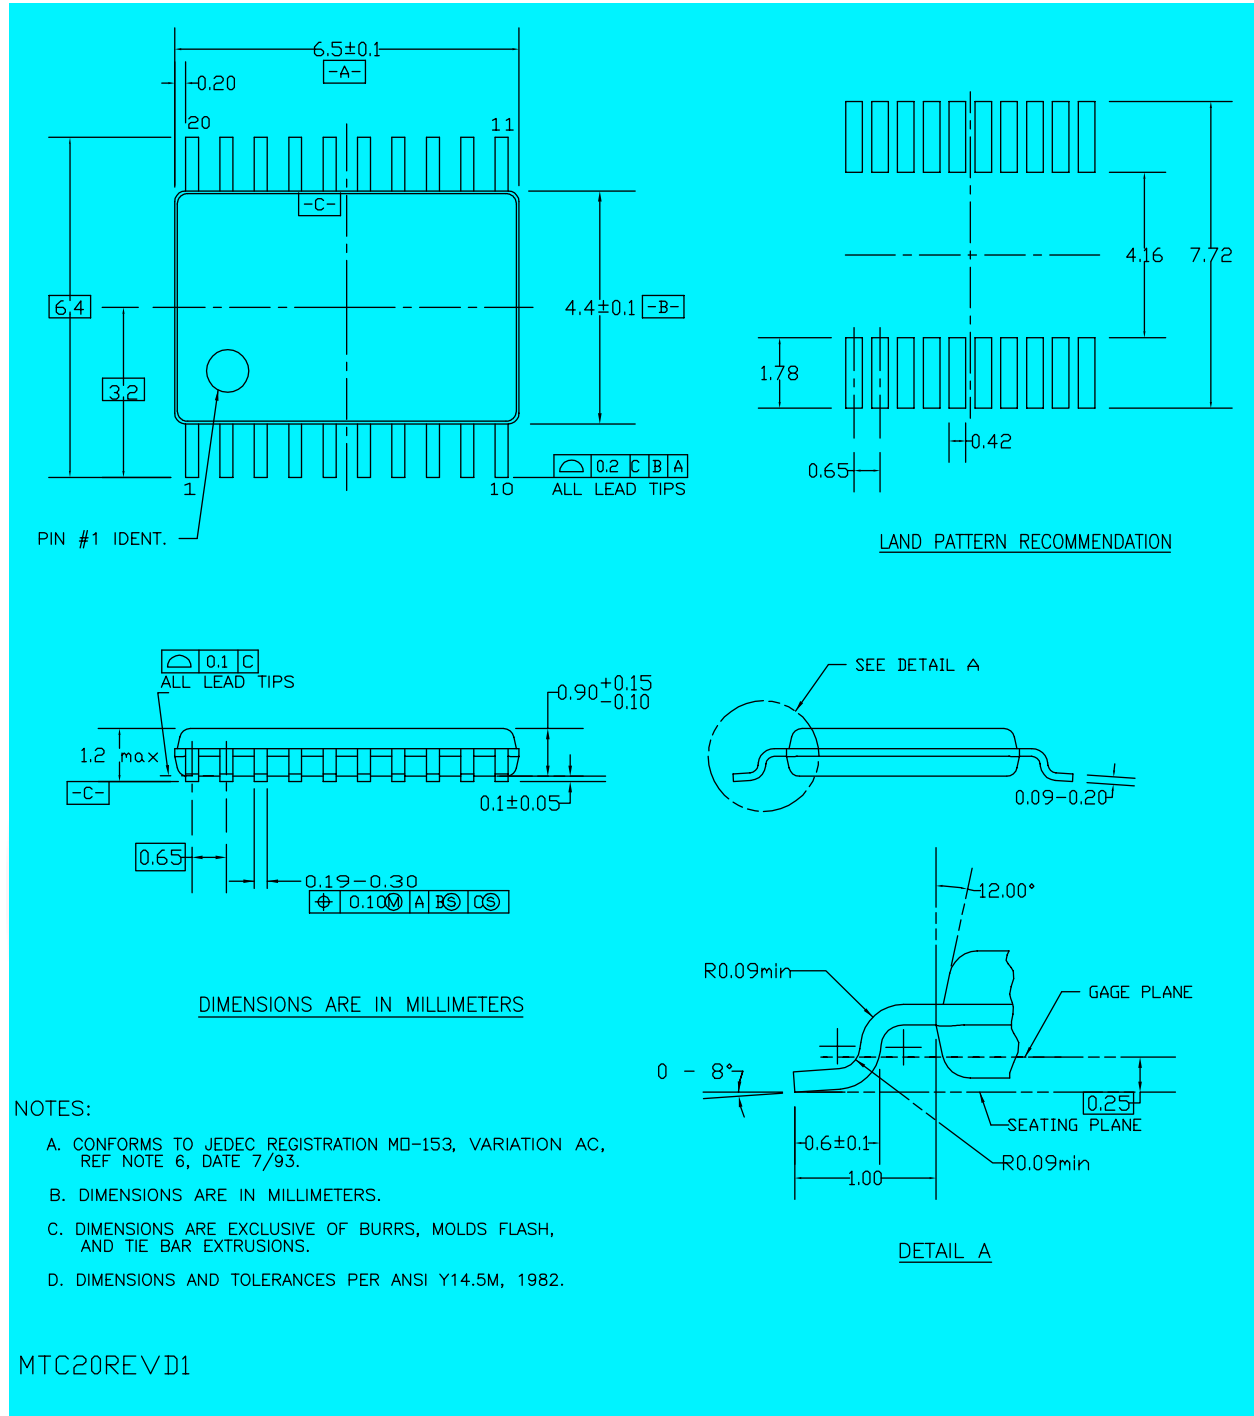 6.5±0.1
-A-
0.20
20
11
-C-
6.4
3.2
4.4±0.1 -B-
0.2 C B A
ALL LEAD TIPS
1
10
PIN #1 IDENT.
4.16
7.72
1.78
0.42
0.65
LAND PATTERN RECOMMENDATION
0.1 C
ALL LEAD TIPS
0.90 +0.15
-0.10
1.2 max
-C-
0.1±0.05
0.65
0.19-0.30
0.10Ⓜ A BⓈ CⓈ
DIMENSIONS ARE IN MILLIMETERS
SEE DETAIL A
0.09-0.20
12.00°
R0.09min
GAGE PLANE
0 - 8°
0.25
SEATING PLANE
0.6±0.1
R0.09min
1.00
DETAIL A
NOTES:
A. CONFORMS TO JEDEC REGISTRATION MO-153, VARIATION AC,
REF NOTE 6, DATE 7/93.
B. DIMENSIONS ARE IN MILLIMETERS.
C. DIMENSIONS ARE EXCLUSIVE OF BURRS, MOLDS FLASH,
AND TIE BAR EXTRUSIONS.
D. DIMENSIONS AND TOLERANCES PER ANSI Y14.5M, 1982.
MTC20REVD1